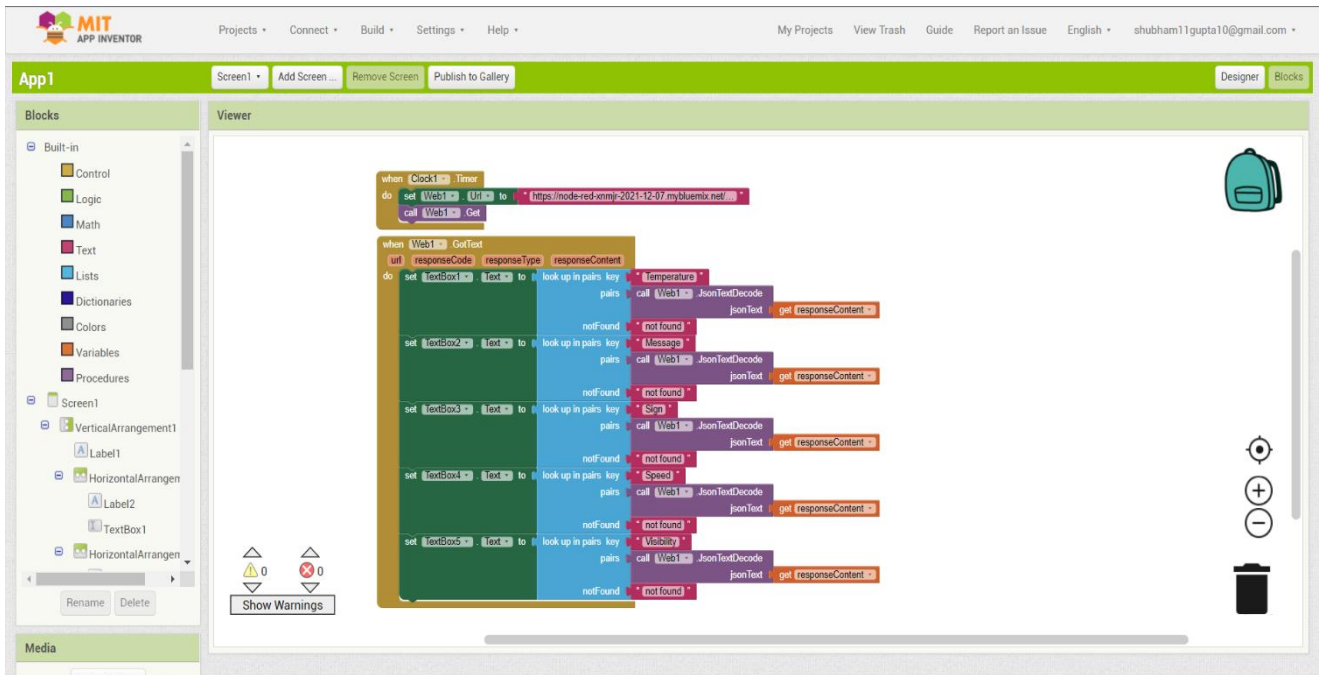 MIT
APP INVENTOR
Projects Connect Build Settings Help My Projects View Trash Guide Report an Issue English shubham11gupta10@gmail.com
App1 Screen1 Add Screen ... Remove Screen Publish to Gallery Designer Blocks
Blocks
Built-in
Control
Logic
Math
Text
Lists
Dictionaries
Colors
Variables
Procedures
Screen1
VerticalArrangement1
Label1
HorizontalArrangem
Label2
TextBox1
HorizontalArrangem
Rename Delete
Media
Viewer
when Clock1 .Timer
do set Web1 . Url to " https://node-red-xnmjr-2021-12-07.mybluemix.net/... "
call Web1 .Get
when Web1 .GotText
url responseCode responseType responseContent
do set TextBox1 . Text to look up in pairs key " Temperature "
pairs call Web1 .JsonTextDecode
jsonText get responseContent
notFound " not found "
set TextBox2 . Text to look up in pairs key " Message "
pairs call Web1 .JsonTextDecode
jsonText get responseContent
notFound " not found "
set TextBox3 . Text to look up in pairs key " Sign "
pairs call Web1 .JsonTextDecode
jsonText get responseContent
notFound " not found "
set TextBox4 . Text to look up in pairs key " Speed "
pairs call Web1 .JsonTextDecode
jsonText get responseContent
notFound " not found "
set TextBox5 . Text to look up in pairs key " Visibility "
pairs call Web1 .JsonTextDecode
jsonText get responseContent
notFound " not found "
0 0
Show Warnings